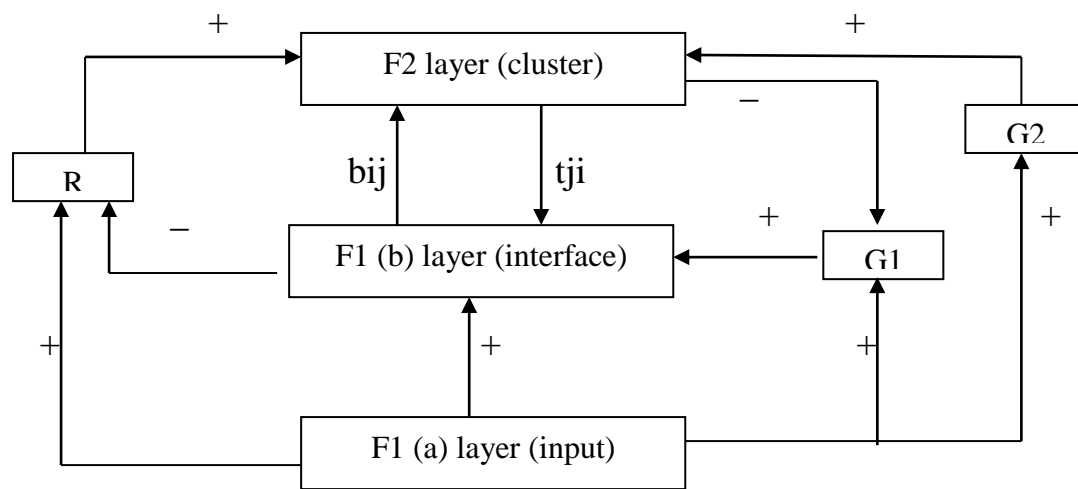 +
+
F2 layer (cluster)
−
G2
R
bij
tji
−
+
+
F1 (b) layer (interface)
G1
+
+
+
F1 (a) layer (input)